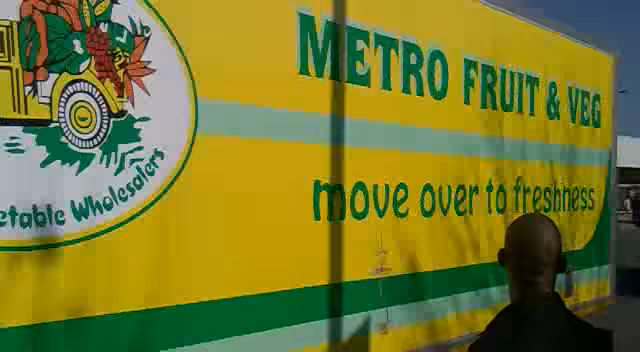 METRO FRUIT & VEG
move over to freshness
etable Wholesalers